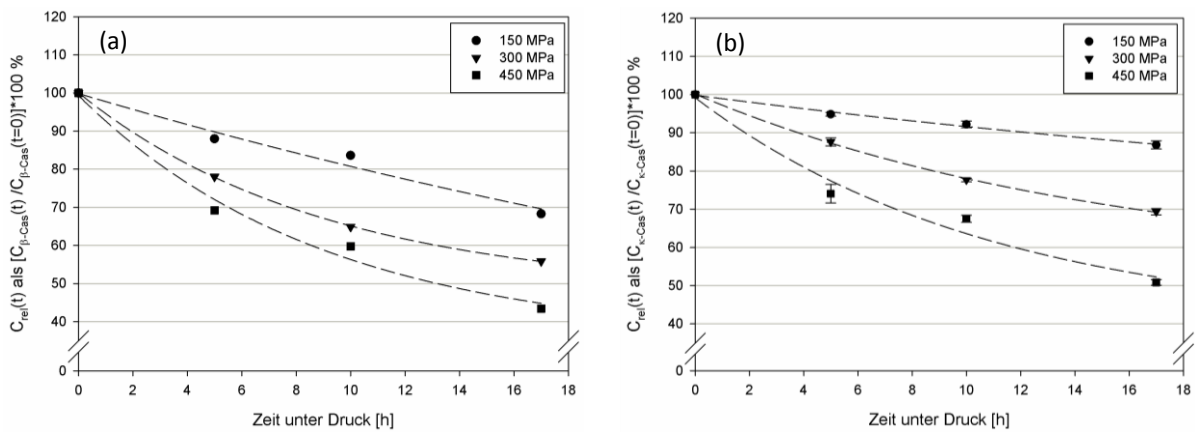 (a)
150 MPa
300 MPa
450 MPa
120
110
100
90
80
70
60
50
40
0
C_rel(t) als [C_β-Cas(t) /C_β-Cas(t=0)]*100 %
0 2 4 6 8 10 12 14 16 18
Zeit unter Druck [h]
(b)
150 MPa
300 MPa
450 MPa
120
110
100
90
80
70
60
50
40
0
C_rel(t) als [C_κ-Cas(t) /C_κ-Cas(t=0)]*100 %
0 2 4 6 8 10 12 14 16 18
Zeit unter Druck [h]